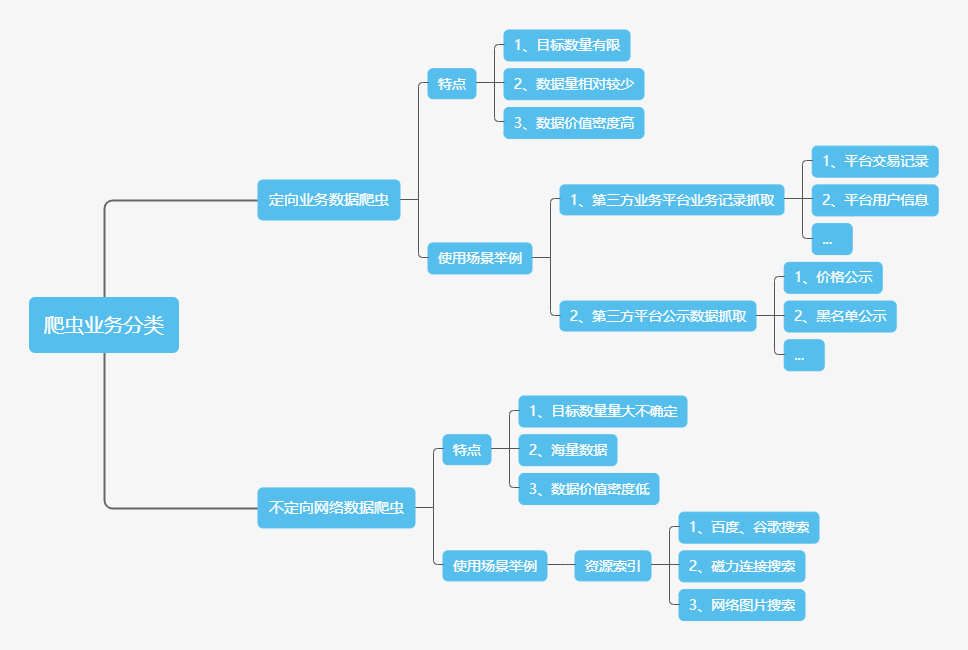 爬虫业务分类
定向业务数据爬虫
特点
1、目标数量有限
2、数据量相对较少
3、数据价值密度高
使用场景举例
1、第三方业务平台业务记录抓取
1、平台交易记录
2、平台用户信息
...
2、第三方平台公示数据抓取
1、价格公示
2、黑名单公示
...
不定向网络数据爬虫
特点
1、目标数量量大不确定
2、海量数据
3、数据价值密度低
使用场景举例
资源索引
1、百度、谷歌搜索
2、磁力连接搜索
3、网络图片搜索